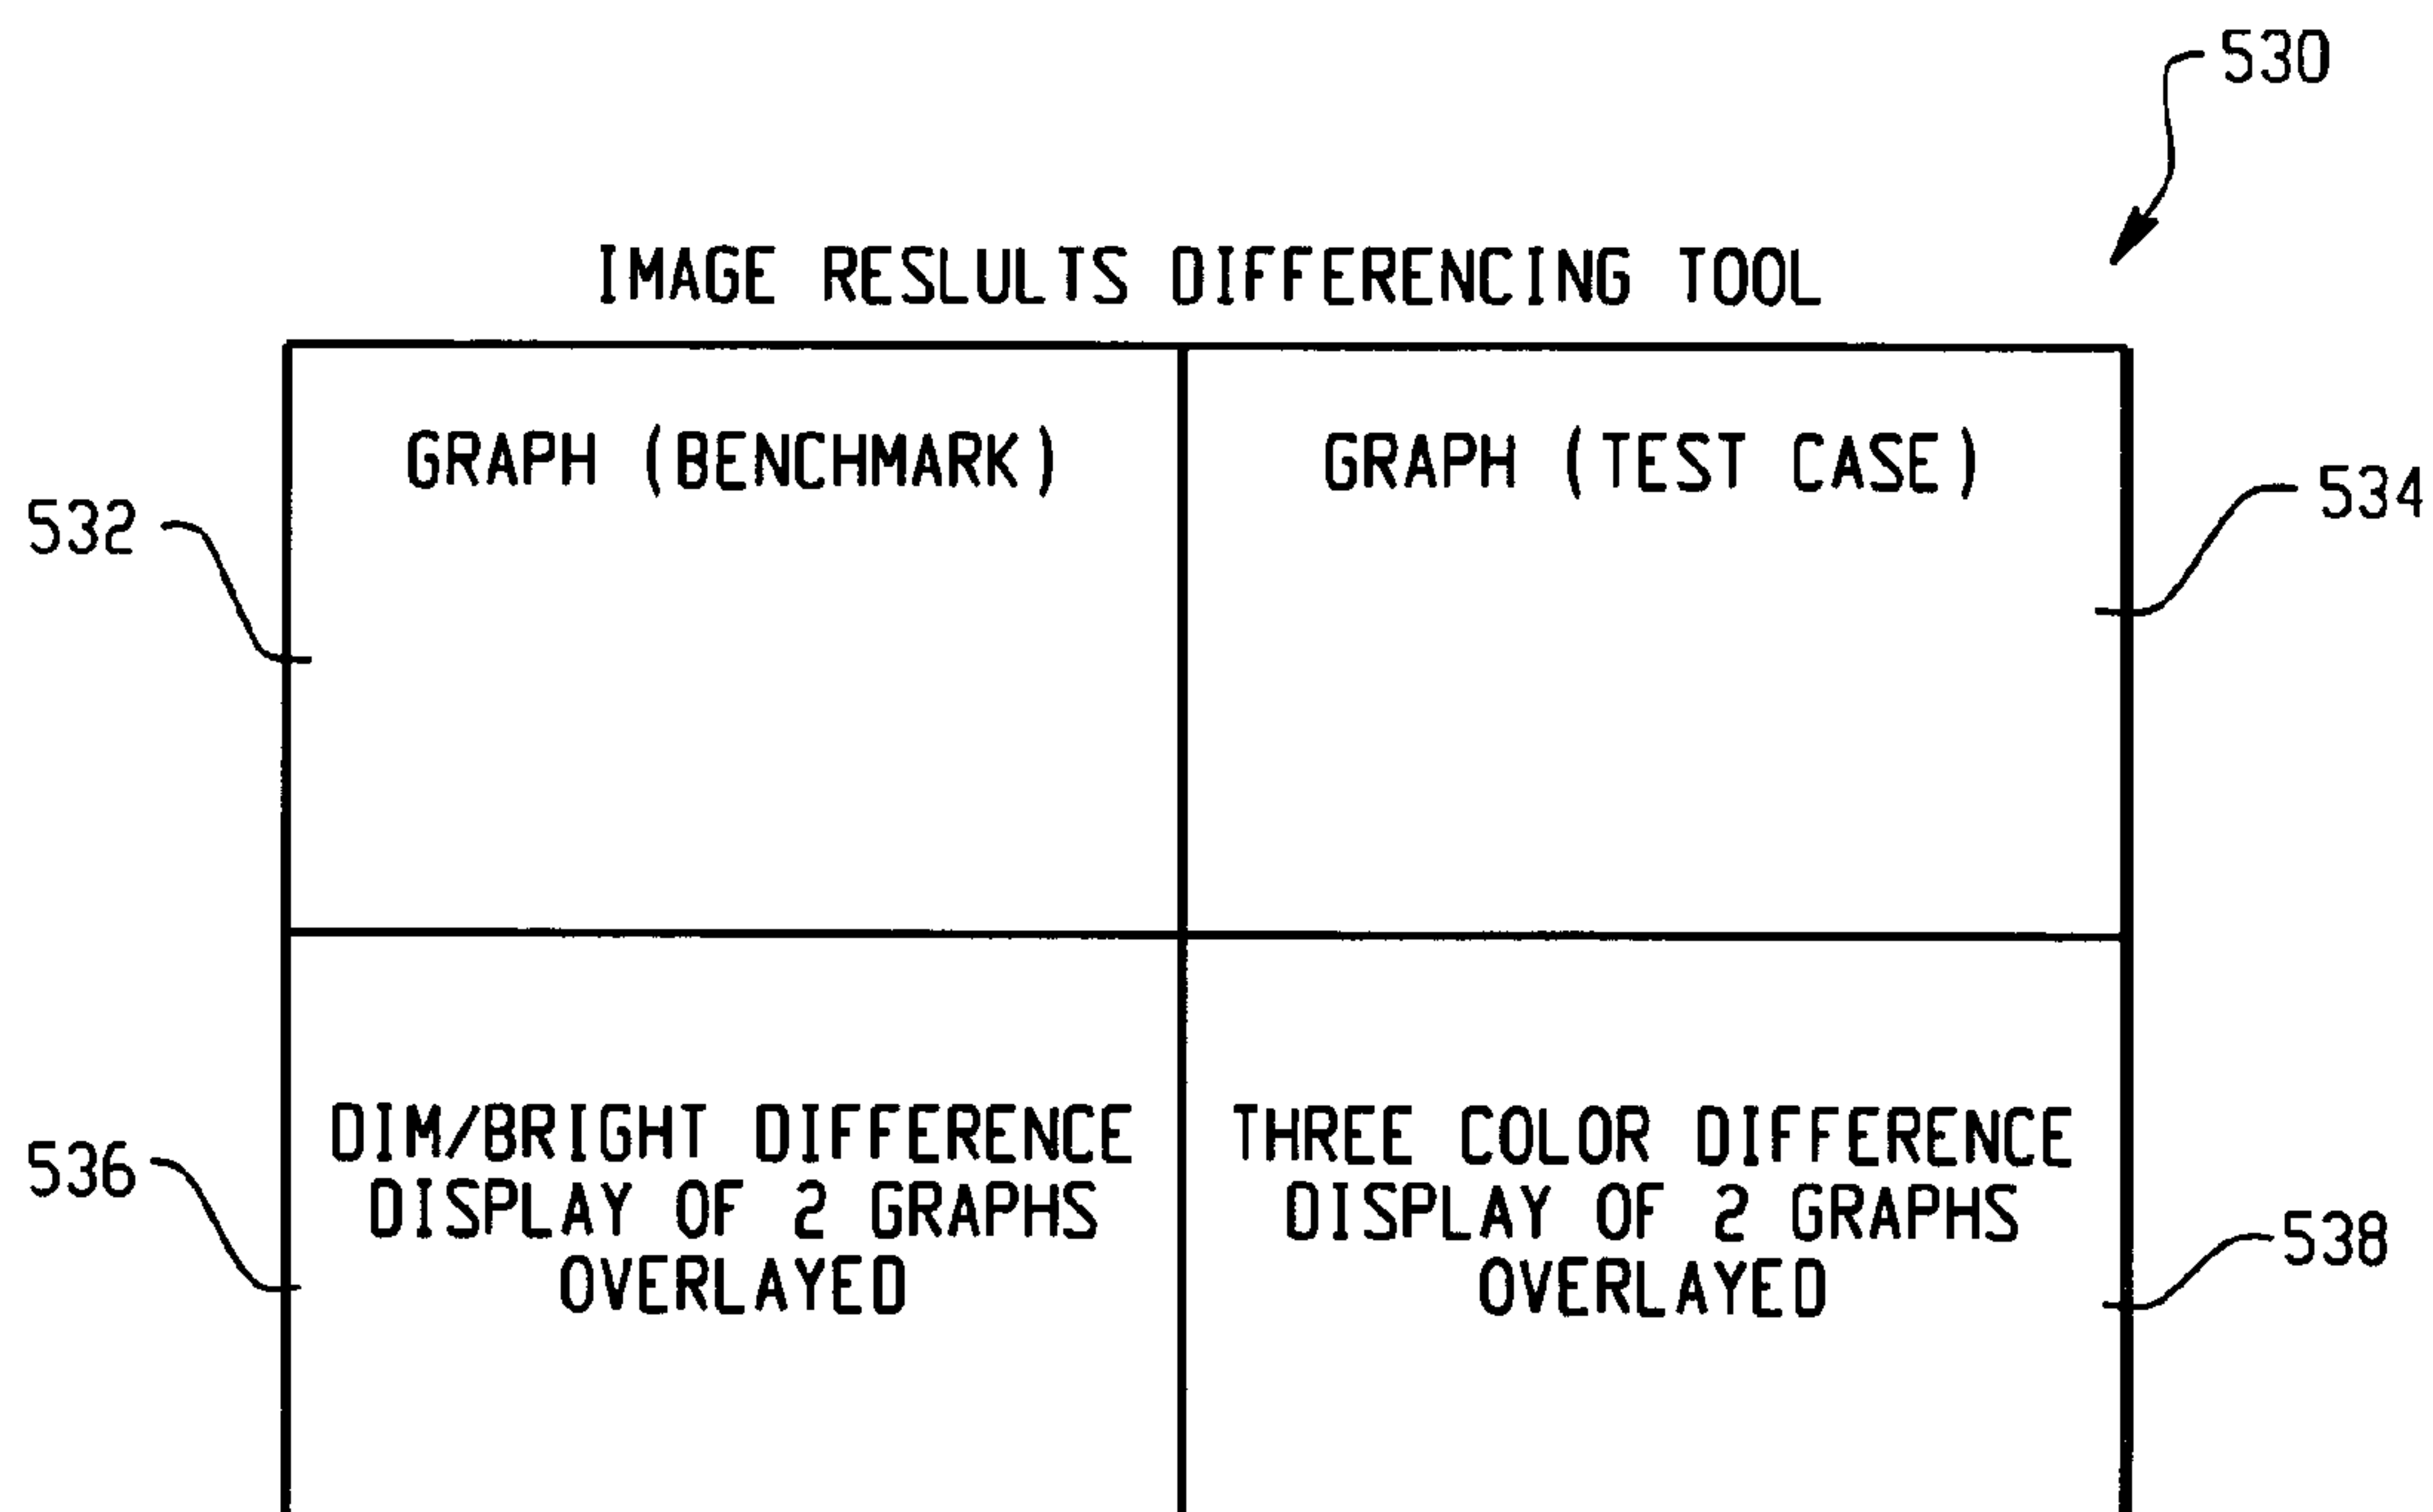 530
IMAGE RESLULTS DIFFERENCING TOOL
GRAPH (BENCHMARK)
GRAPH (TEST CASE)
532
534
DIM/BRIGHT DIFFERENCE
DISPLAY OF 2 GRAPHS
OVERLAYED
THREE COLOR DIFFERENCE
DISPLAY OF 2 GRAPHS
OVERLAYED
536
538